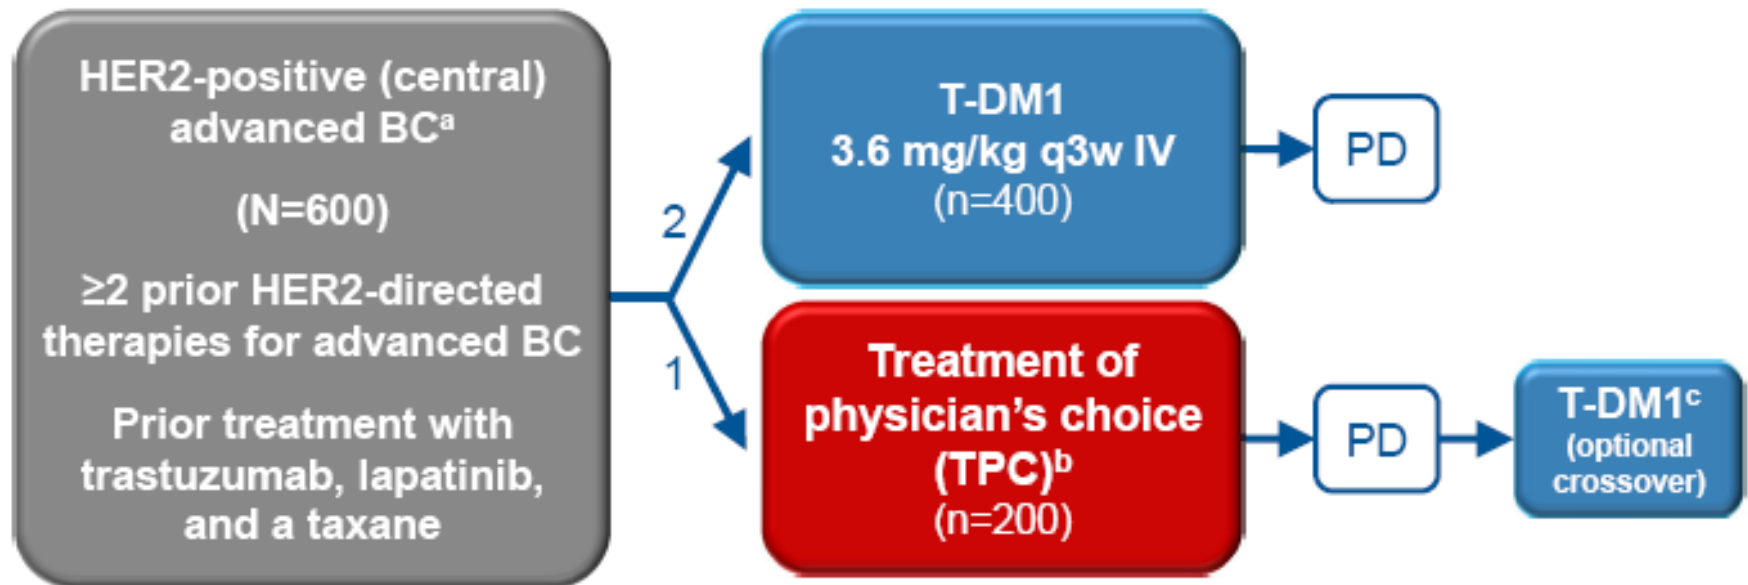 HER2-positive (central)
advanced BCᵃ
(N=600)
≥2 prior HER2-directed
therapies for advanced BC
Prior treatment with
trastuzumab, lapatinib,
and a taxane
2
1
T-DM1
3.6 mg/kg q3w IV
(n=400)
PD
Treatment of
physician’s choice
(TPC)ᵇ
(n=200)
PD
T-DM1ᶜ
(optional
crossover)